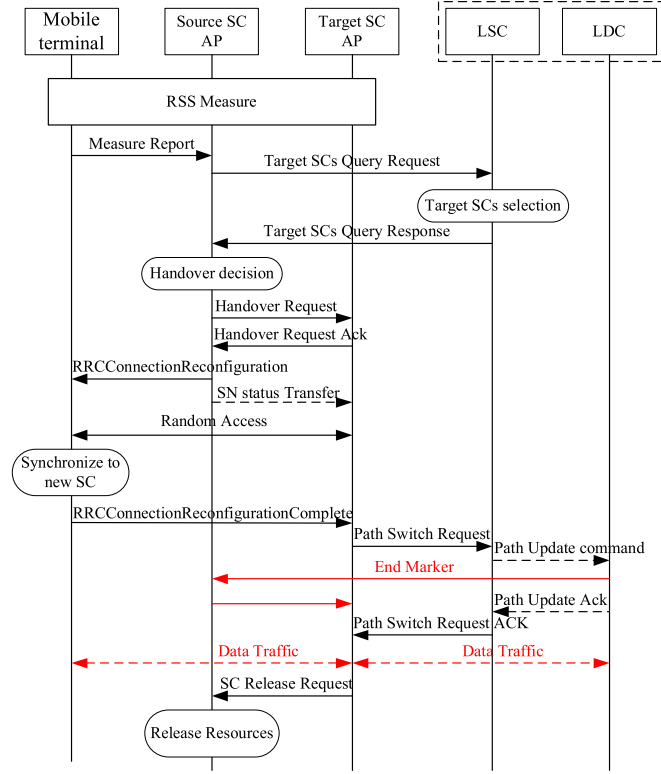 Mobile
terminal
Source SC
AP
Target SC
AP
LSC
LDC
RSS Measure
Measure Report
Target SCs Query Request
Target SCs selection
Target SCs Query Response
Handover decision
Handover Request
Handover Request Ack
RRCConnectionReconfiguration
SN status Transfer
Random Access
Synchronize to
new SC
RRCConnectionReconfigurationComplete
Path Switch Request
Path Update command
End Marker
Path Update Ack
Path Switch Request ACK
Data Traffic
Data Traffic
SC Release Request
Release Resources